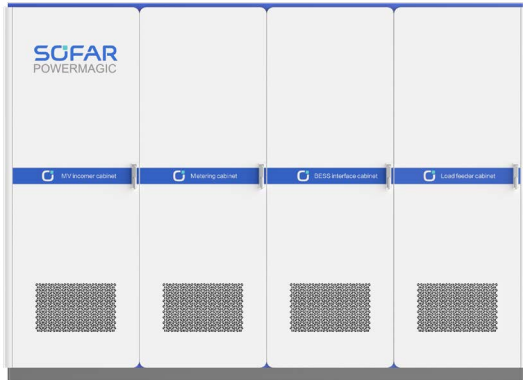 SOFAR
POWERMAGIC
MV incomer cabinet
Metering cabinet
BESS interface cabinet
Load feeder cabinet